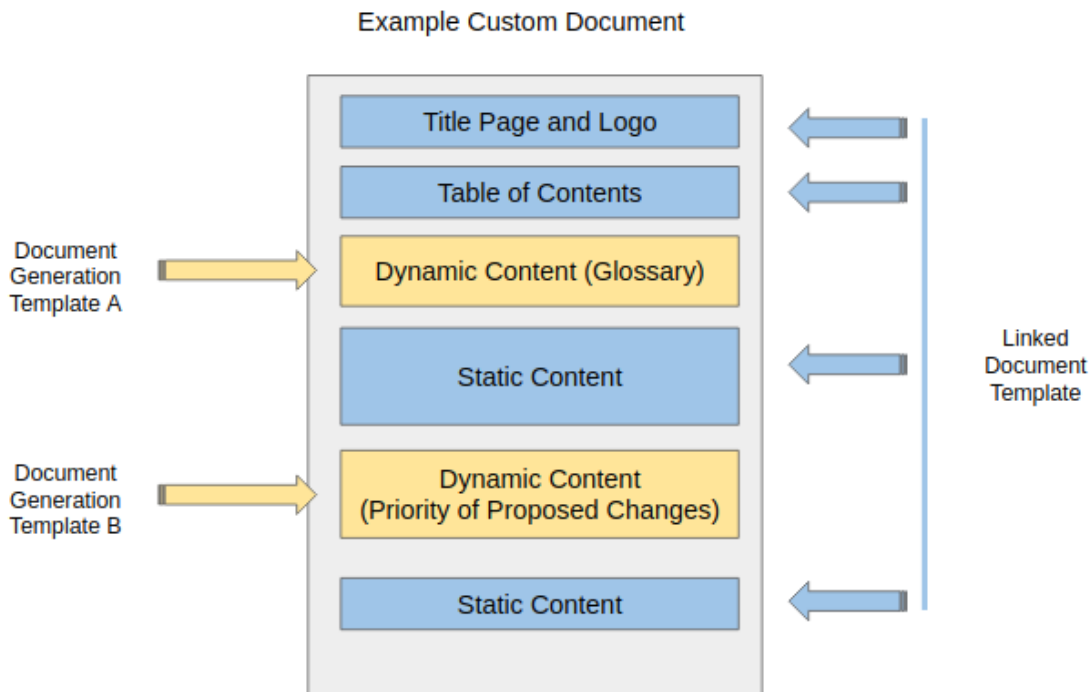 Example Custom Document
Title Page and Logo
Table of Contents
Document
Generation
Template A
Dynamic Content (Glossary)
Static Content
Linked
Document
Template
Document
Generation
Template B
Dynamic Content
(Priority of Proposed Changes)
Static Content